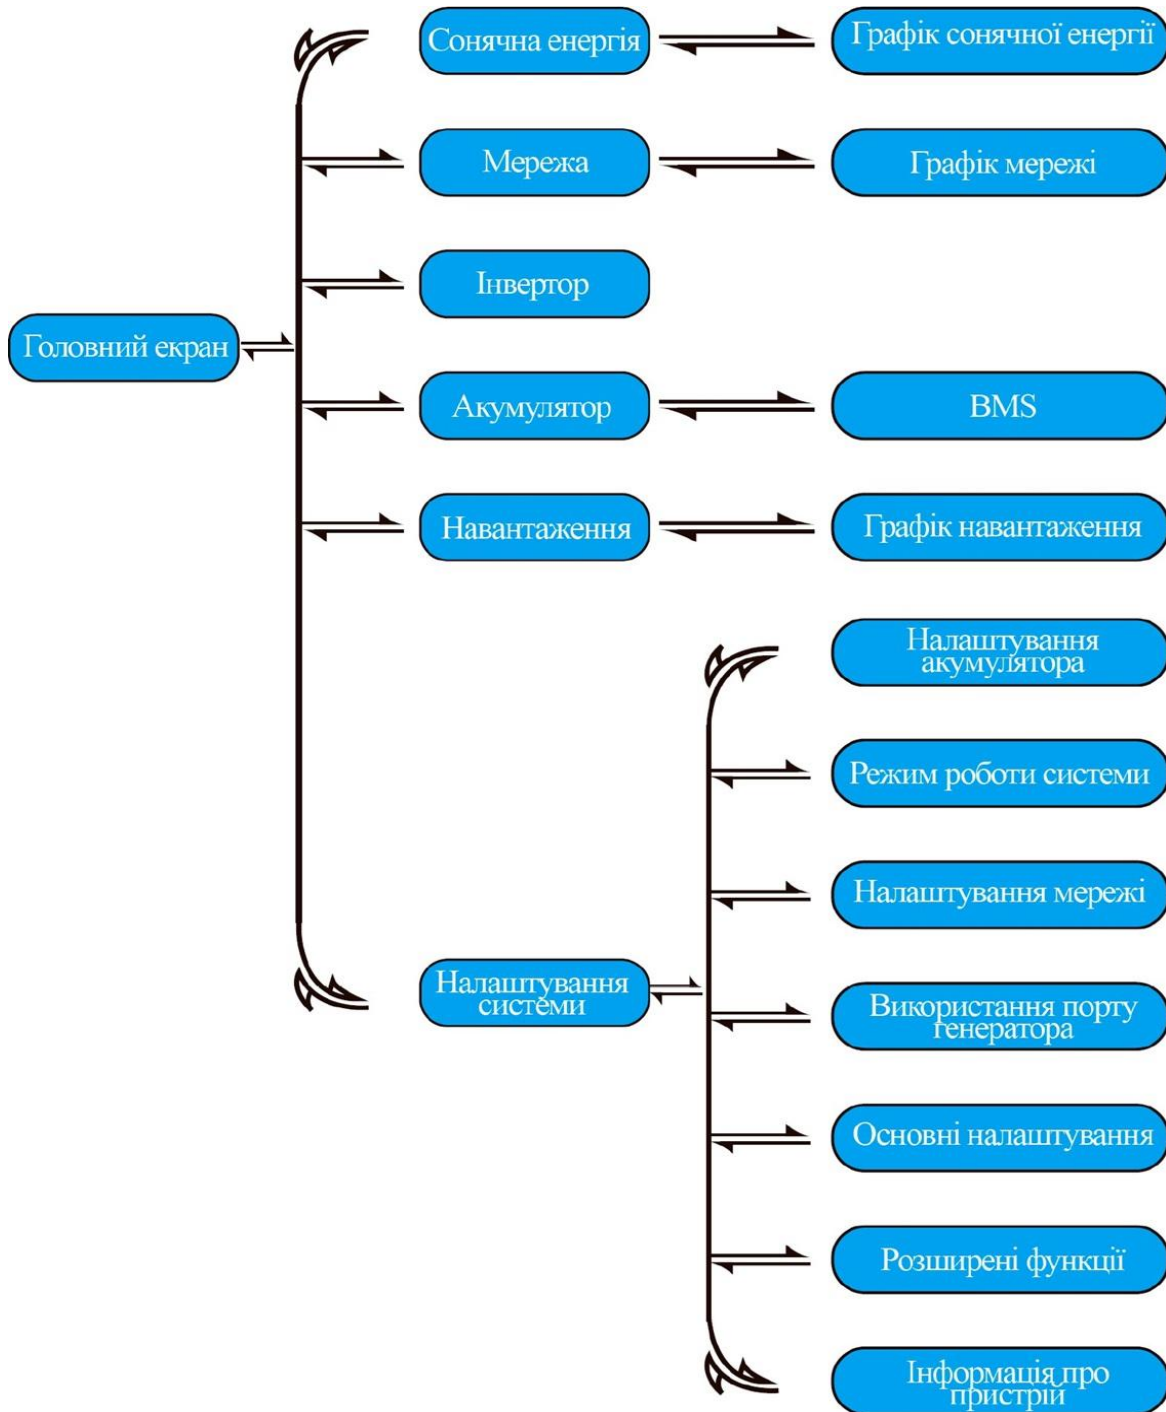 Сонячна енергія
Графік сонячної енергії
Мережа
Графік мережі
Інвертор
Головний екран
Акумулятор
BMS
Навантаження
Графік навантаження
Налаштування
акумулятора
Режим роботи системи
Налаштування мережі
Налаштування
системи
Використання порту
генератора
Основні налаштування
Розширені функції
Інформація про
пристрій